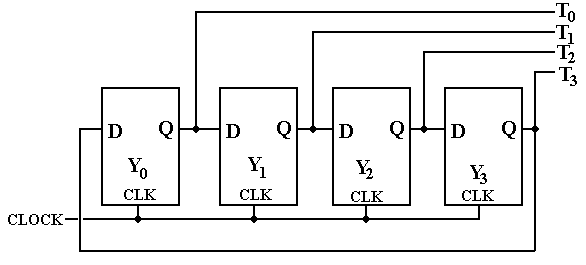 T0
T1
T2
T3
D Q D Q D Q D Q
Y0 Y1 Y2 Y3
CLK CLK CLK CLK
CLOCK